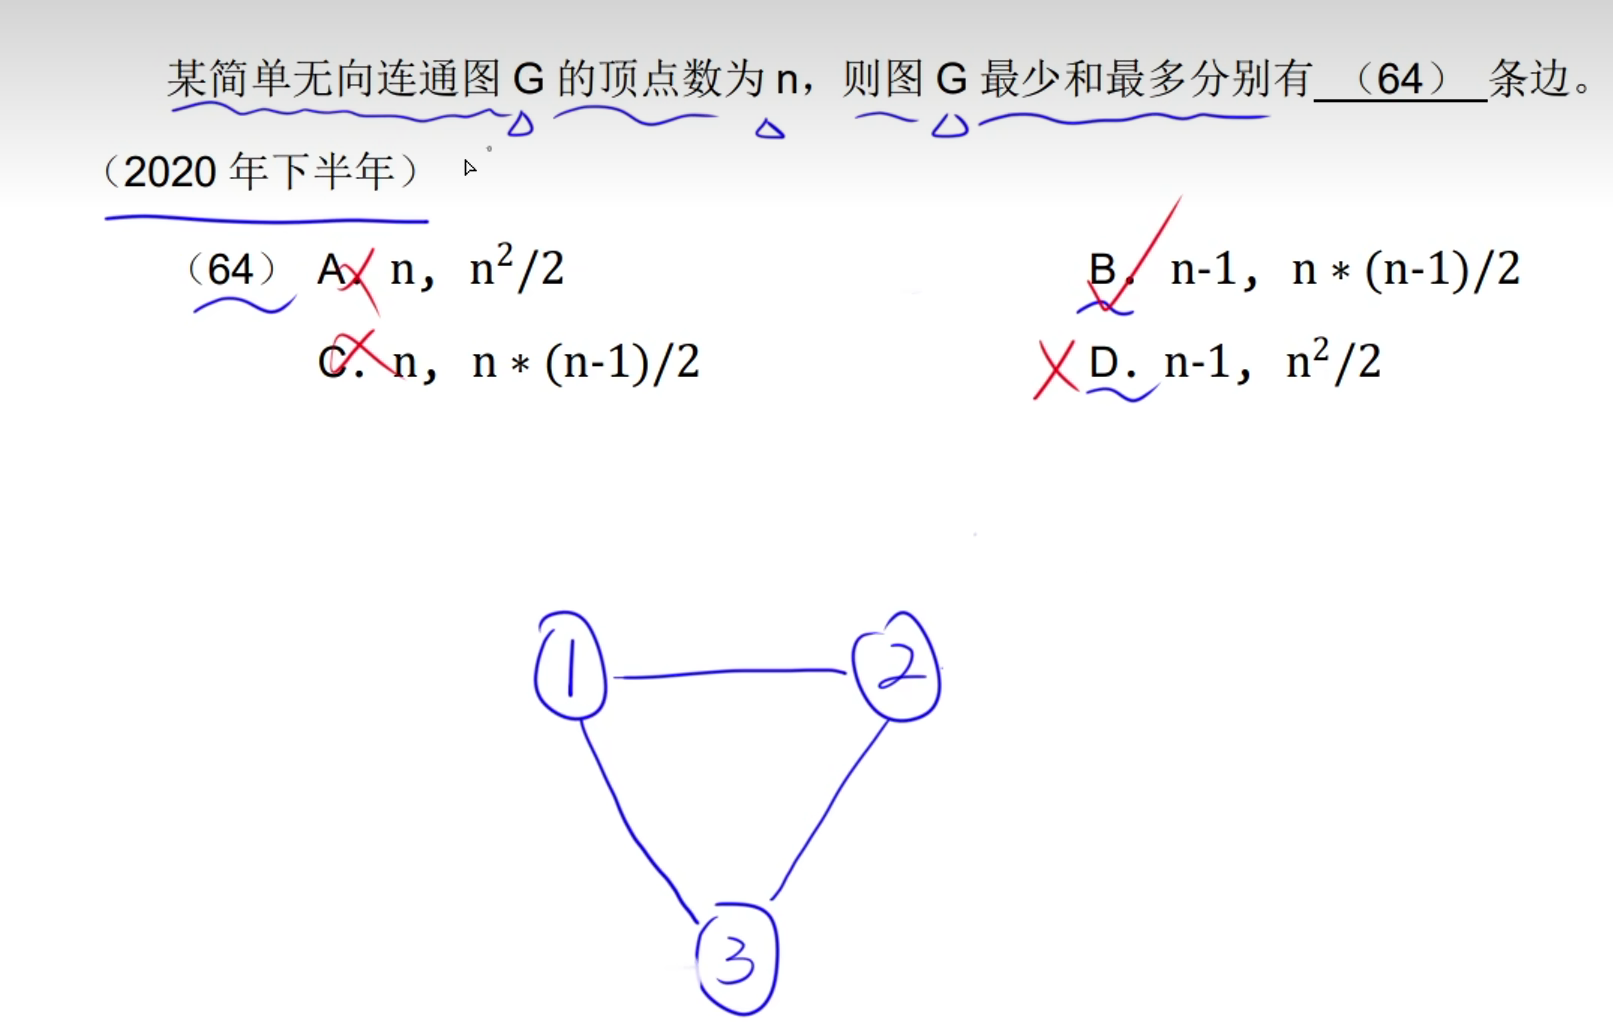 某简单无向连通图 G 的顶点数为 n，则图 G 最少和最多分别有 （64） 条边。
（2020 年下半年）
（64） A. n，n²/2 B. n-1，n*(n-1)/2
C. n，n*(n-1)/2 D. n-1，n²/2
1 2
3